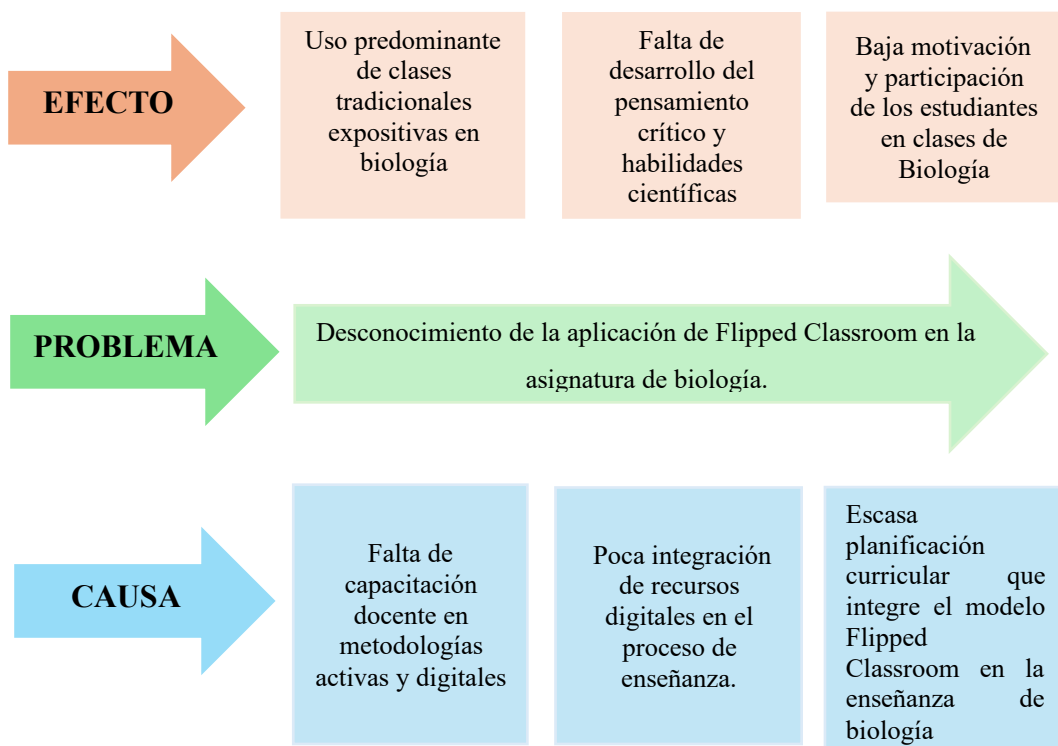 EFECTO
Uso predominante
de clases
tradicionales
expositivas en
biología
Falta de
desarrollo del
pensamiento
crítico y
habilidades
científicas
Baja motivación
y participación
de los estudiantes
en clases de
Biología
PROBLEMA
Desconocimiento de la aplicación de Flipped Classroom en la
asignatura de biología.
CAUSA
Falta de
capacitación
docente en
metodologías
activas y digitales
Poca integración
de recursos
digitales en el
proceso de
enseñanza.
Escasa
planificación
curricular que
integre el modelo
Flipped
Classroom en la
enseñanza de
biología